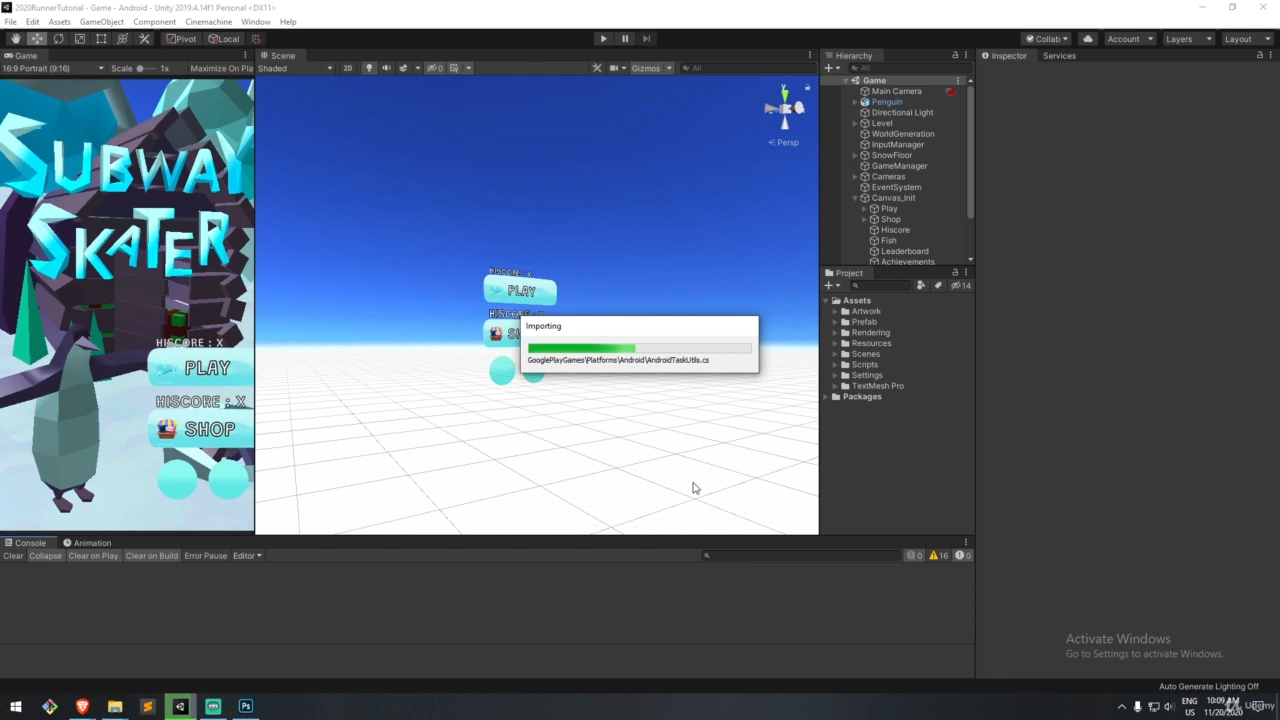 2020RunnerTutorial - Game - Android - Unity 2019.4.14f1 Personal <DX11>
File Edit Assets GameObject Component Cinemachine Window Help
Pivot Local Collab Account Layers Layout
Game
16:9 Portrait (9:16) Scale 1x Maximize On Pla
SUBWAY
SKATER
HISCORE : X
PLAY
HISCORE : X
SHOP
Scene
Shaded 2D 0 Gizmos All
y
Persp
HISCORE : X
PLAY
HISCORE : X
Importing
GooglePlayGames\Platforms\Android\AndroidTaskUtils.cs
Hierarchy
All
Game
Main Camera
Penguin
Directional Light
Level
WorldGeneration
InputManager
SnowFloor
GameManager
Cameras
EventSystem
Canvas_Init
Play
Shop
Hiscore
Fish
Leaderboard
Achievements
Project
14
Assets
Artwork
Prefab
Rendering
Resources
Scenes
Scripts
Settings
TextMesh Pro
Packages
Inspector Services
Console Animation
Clear Collapse Clear on Play Clear on Build Error Pause Editor 0 16 0
Activate Windows
Go to Settings to activate Windows.
Auto Generate Lighting Off
ENG
US
10:09 AM
11/20/2020
Udemy